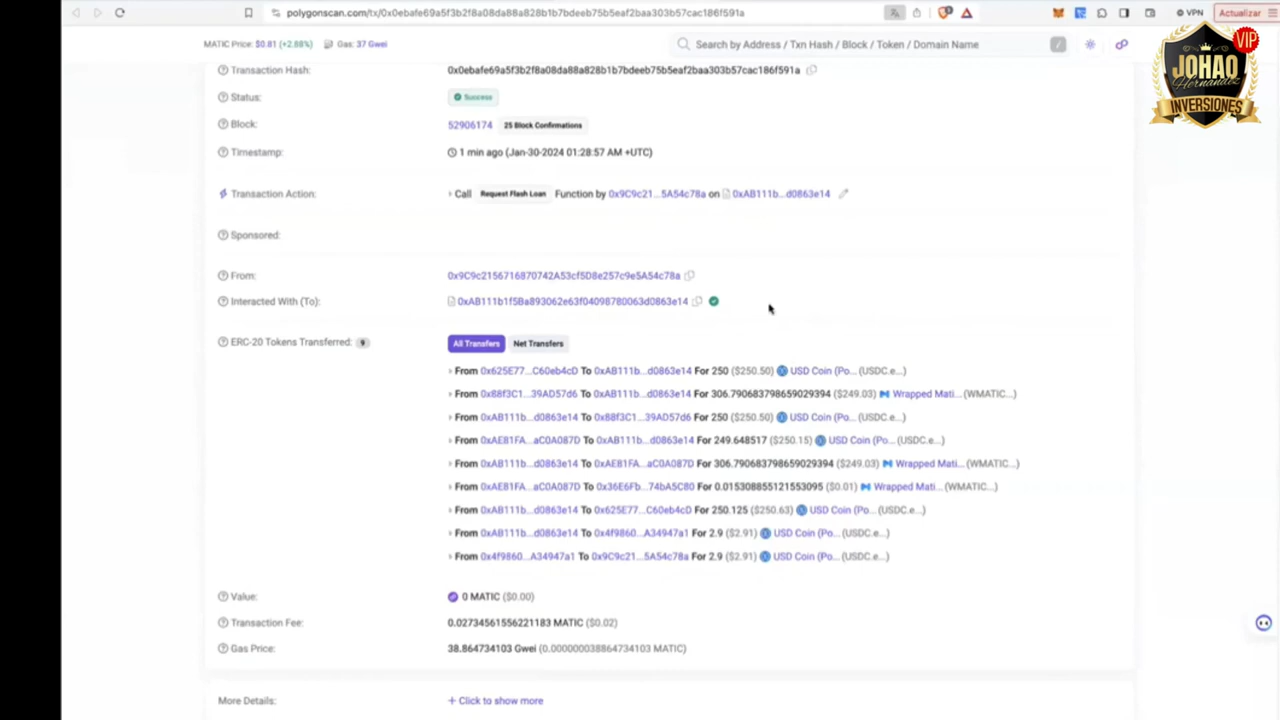 polygonscan.com/tx/0x0ebafe69a5f3b2f8a08da88a828b1b7bdeeb75b5eaf2baa303b57cac186f591a
VPN
Actualizar
MATIC Price: $0.81 (+2.88%) Gas: 37 Gwei
Search by Address / Txn Hash / Block / Token / Domain Name
/
VIP
JOHAO
Hernandez
INVERSIONES
Transaction Hash: 0x0ebafe69a5f3b2f8a08da88a828b1b7bdeeb75b5eaf2baa303b57cac186f591a
Status: Success
Block: 52906174 25 Block Confirmations
Timestamp: 1 min ago (Jan-30-2024 01:28:57 AM +UTC)
Transaction Action: Call Request Flash Loan Function by 0x9C9c21...5A54c78a on 0xAB111b...d0863e14
Sponsored:
From: 0x9C9c2156716870742A53cf5D8e257c9e5A54c78a
Interacted With (To): 0xAB111b1f5Ba893062e63f04098780063d0863e14
ERC-20 Tokens Transferred: 9 All Transfers Net Transfers
From 0x625E77...C60eb4cD To 0xAB111b...d0863e14 For 250 ($250.50) USD Coin (Po... (USDC.e...)
From 0x88f3C1...39AD57d6 To 0xAB111b...d0863e14 For 306.790683798659029394 ($249.03) Wrapped Mati... (WMATIC...)
From 0xAB111b...d0863e14 To 0x88f3C1...39AD57d6 For 250 ($250.50) USD Coin (Po... (USDC.e...)
From 0xAE81FA...aC0A087D To 0xAB111b...d0863e14 For 249.648517 ($250.15) USD Coin (Po... (USDC.e...)
From 0xAB111b...d0863e14 To 0xAE81FA...aC0A087D For 306.790683798659029394 ($249.03) Wrapped Mati... (WMATIC...)
From 0xAE81FA...aC0A087D To 0x36E6Fb...74bA5C80 For 0.015308855121553095 ($0.01) Wrapped Mati... (WMATIC...)
From 0xAB111b...d0863e14 To 0x625E77...C60eb4cD For 250.125 ($250.63) USD Coin (Po... (USDC.e...)
From 0xAB111b...d0863e14 To 0x4f9860...A34947a1 For 2.9 ($2.91) USD Coin (Po... (USDC.e...)
From 0x4f9860...A34947a1 To 0x9C9c21...5A54c78a For 2.9 ($2.91) USD Coin (Po... (USDC.e...)
Value: 0 MATIC ($0.00)
Transaction Fee: 0.02734561556221183 MATIC ($0.02)
Gas Price: 38.864734103 Gwei (0.000000038864734103 MATIC)
More Details: + Click to show more